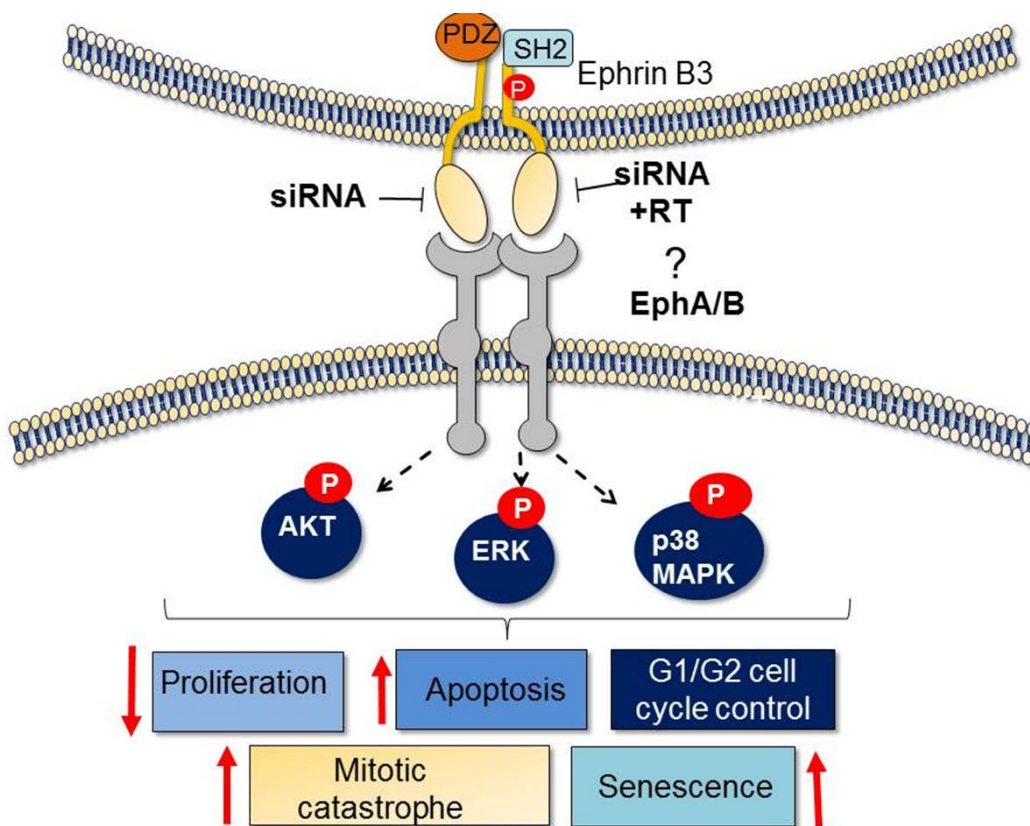 PDZ
SH2
P
Ephrin B3
siRNA
siRNA
+RT
?
EphA/B
P
AKT
P
ERK
P
p38
MAPK
Proliferation
Apoptosis
G1/G2 cell
cycle control
Mitotic
catastrophe
Senescence